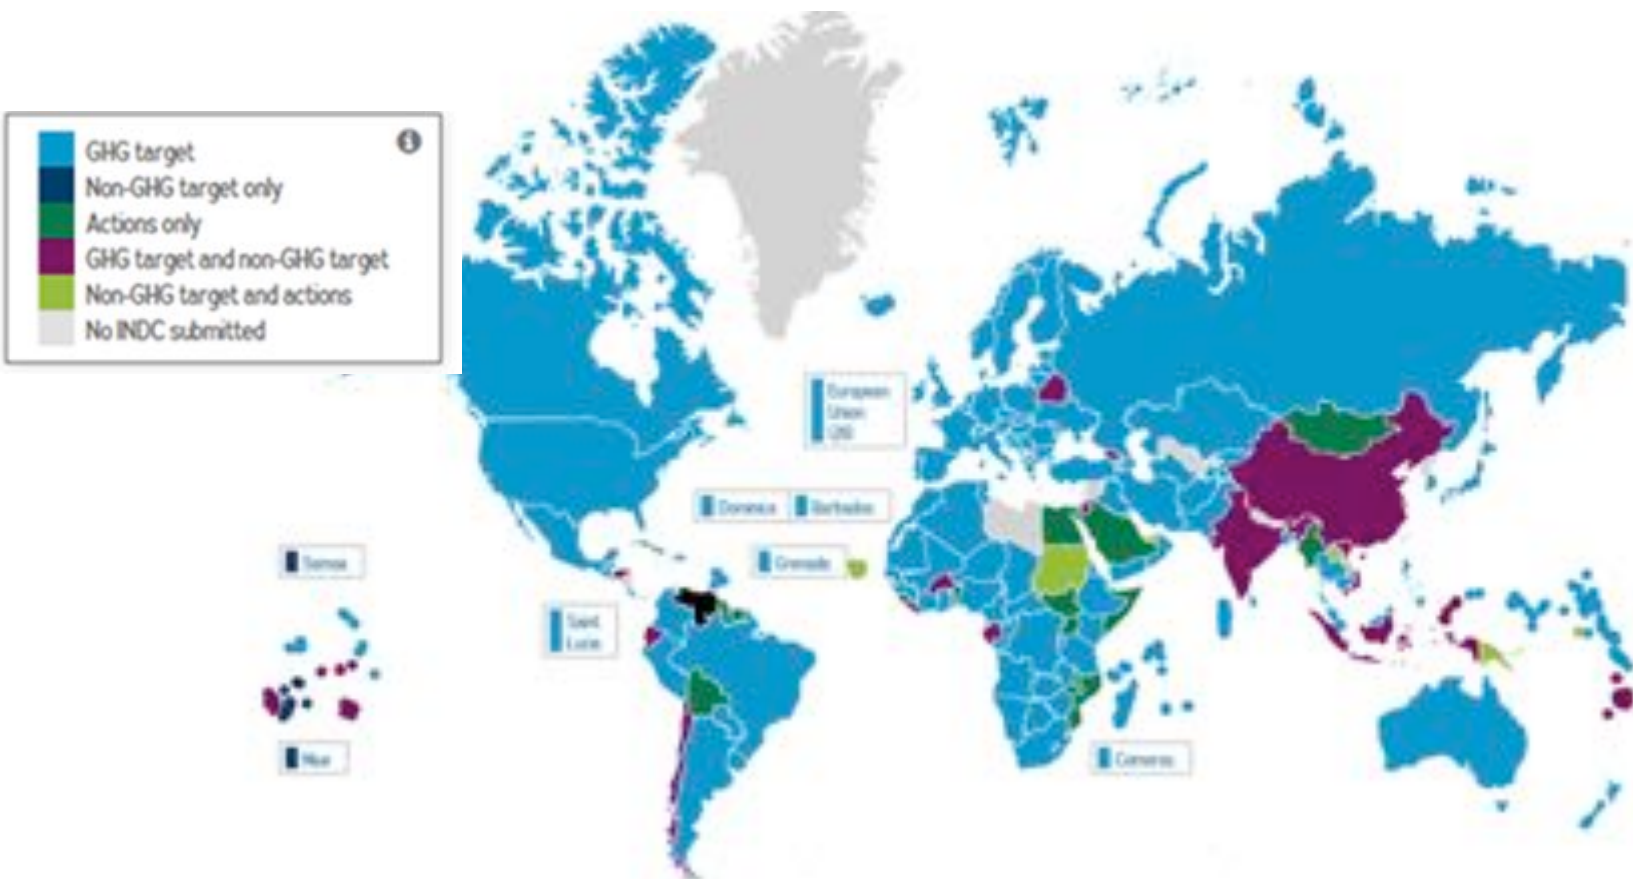 GHG target
Non-GHG target only
Actions only
GHG target and non-GHG target
Non-GHG target and actions
No INDC submitted
European
Union
Dominica
Barbados
Grenada
Samoa
Saint
Lucia
Niue
Comoros